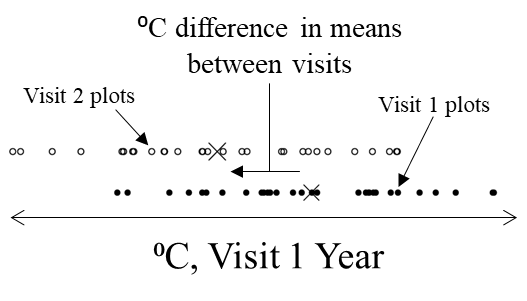 ºC difference in means
between visits
Visit 2 plots
Visit 1 plots
ºC, Visit 1 Year